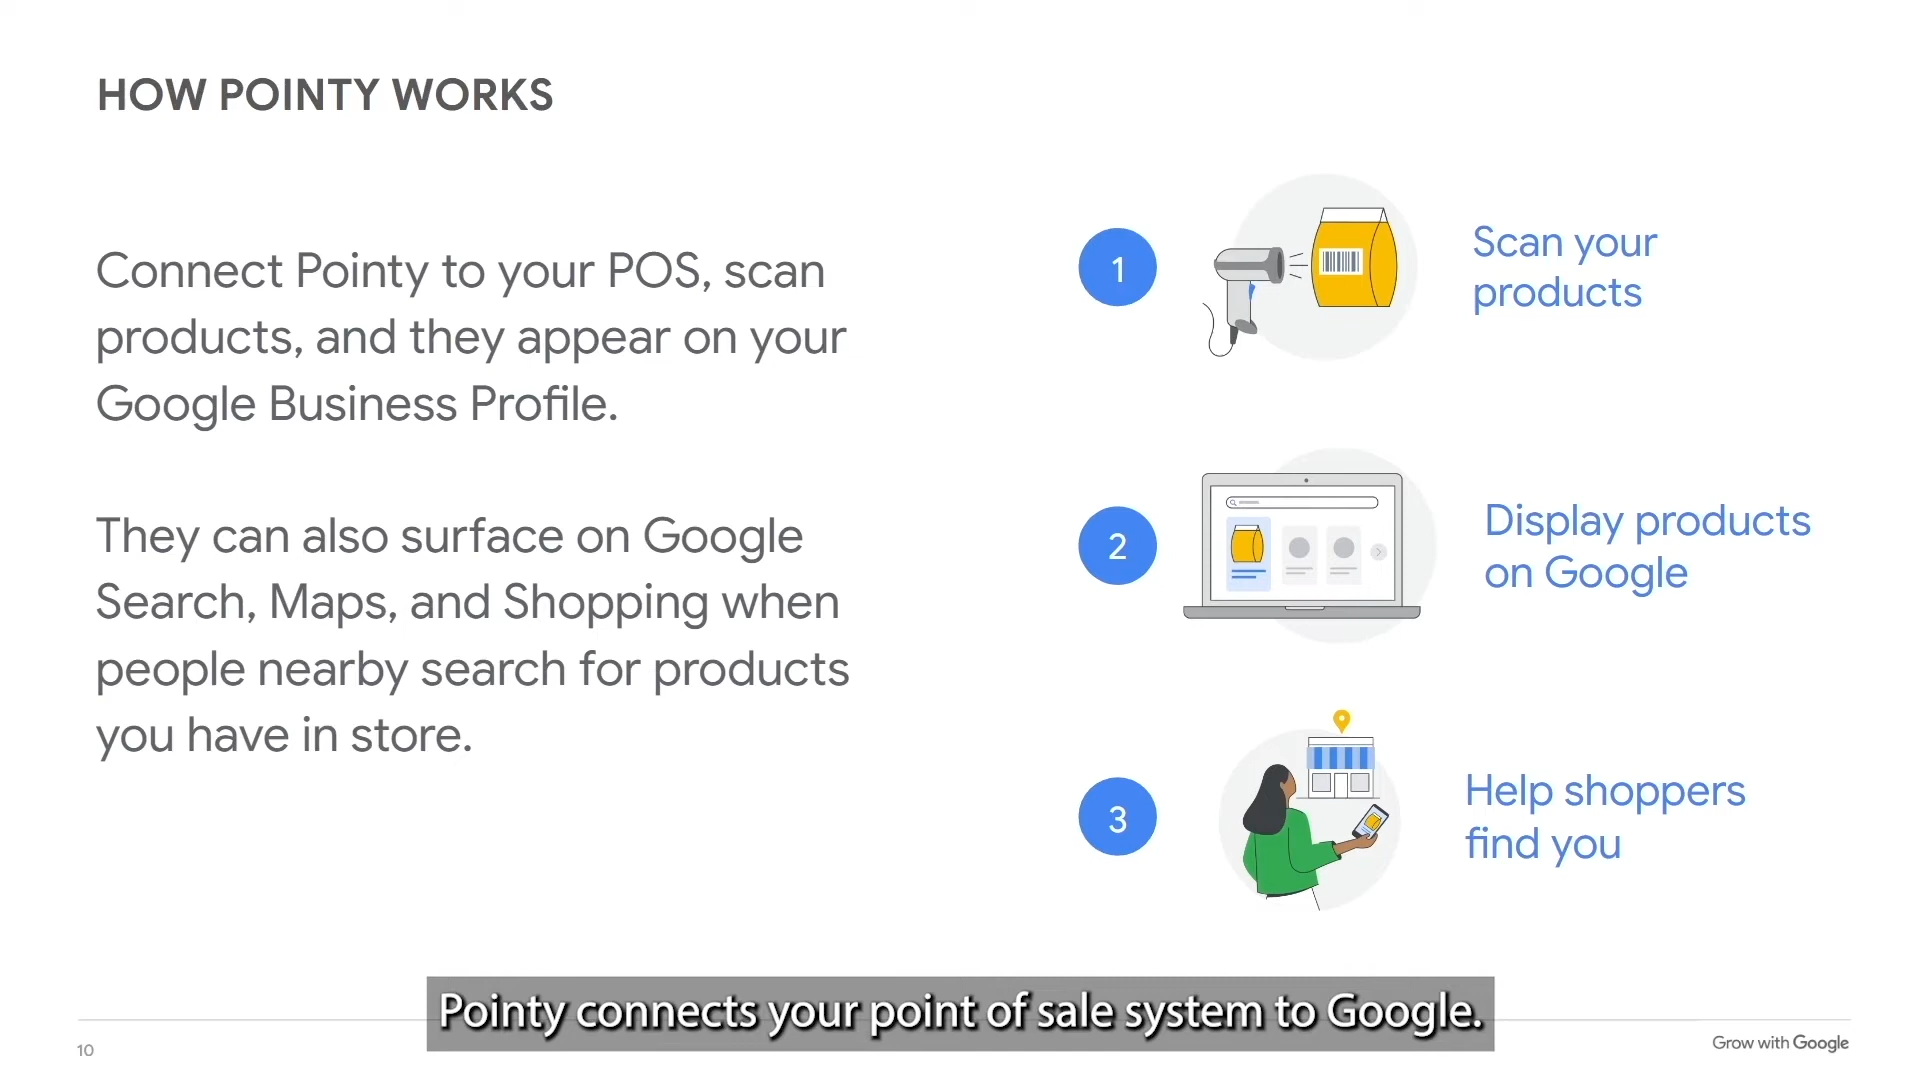 HOW POINTY WORKS
Connect Pointy to your POS, scan
products, and they appear on your
Google Business Profile.
They can also surface on Google
Search, Maps, and Shopping when
people nearby search for products
you have in store.
1
Scan your
products
2
Display products
on Google
3
Help shoppers
find you
Pointy connects your point of sale system to Google.
10
Grow with Google